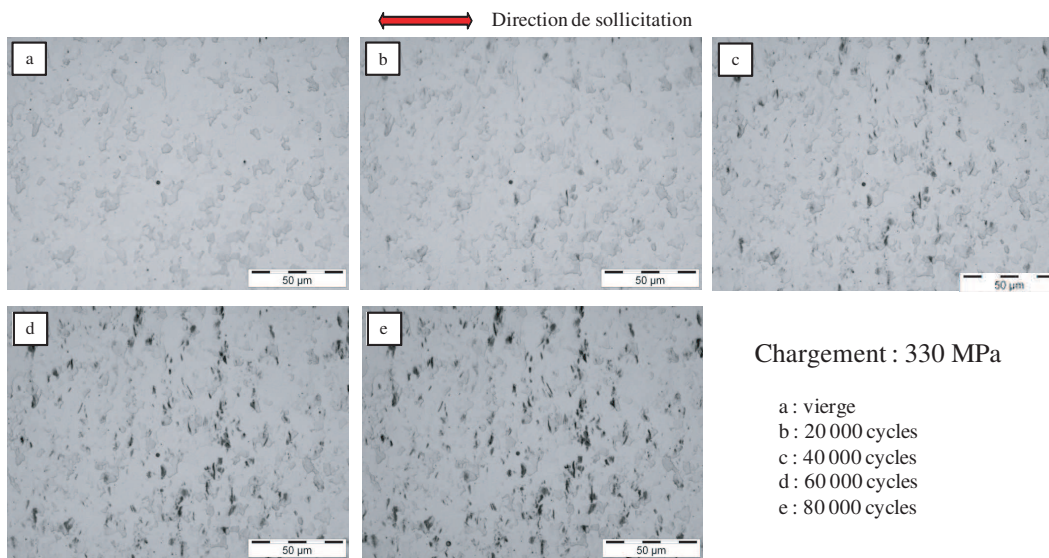 Direction de sollicitation
a
b
c
50 µm
50 µm
50 µm
d
e
50 µm
50 µm
Chargement : 330 MPa
a : vierge
b : 20 000 cycles
c : 40 000 cycles
d : 60 000 cycles
e : 80 000 cycles